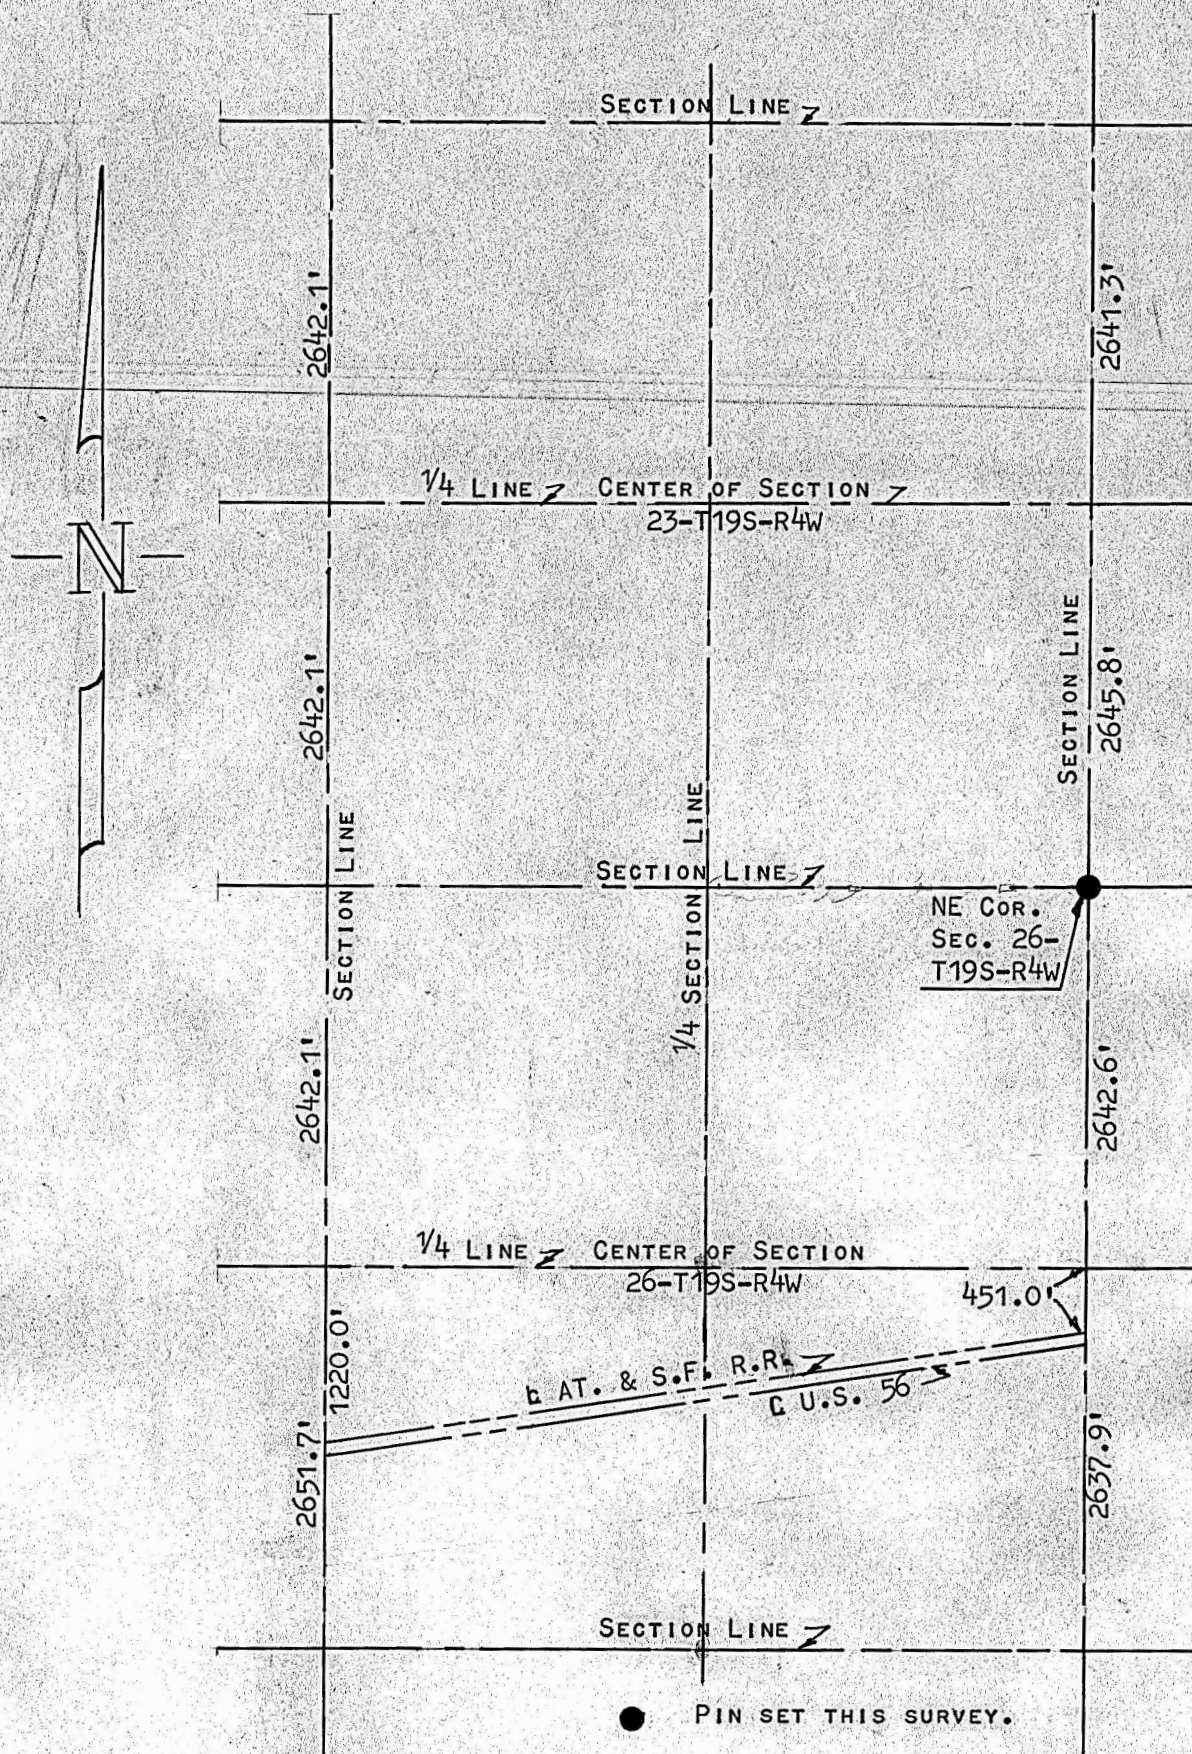 SECTION LINE
2642.1'
2641.3'
1/4 LINE
CENTER OF SECTION
23-T19S-R4W
N
SECTION LINE
2642.1'
2645.8'
SECTION LINE
1/4 SECTION LINE
SECTION LINE
NE COR.
SEC. 26-
T19S-R4W
2642.1'
2642.6'
1/4 LINE
CENTER OF SECTION
26-T19S-R4W
451.0'
1220.0'
℄ AT. & S.F. R.R.
℄ U.S. 56
2651.7'
2637.9'
SECTION LINE
PIN SET THIS SURVEY.